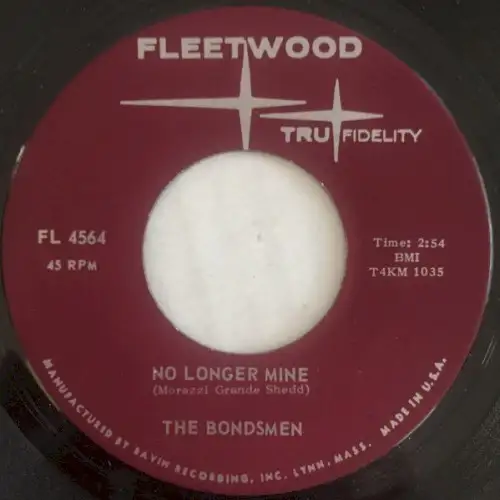 FLEETWOOD
TRU FIDELITY
FL 4564
45 RPM
Time: 2:54
BMI
T4KM 1035
NO LONGER MINE
(Morazzi Grande Shedd)
THE BONDSMEN
MANUFACTURED BY BAVIN RECORDING, INC. LYNN, MASS. MADE IN U.S.A.